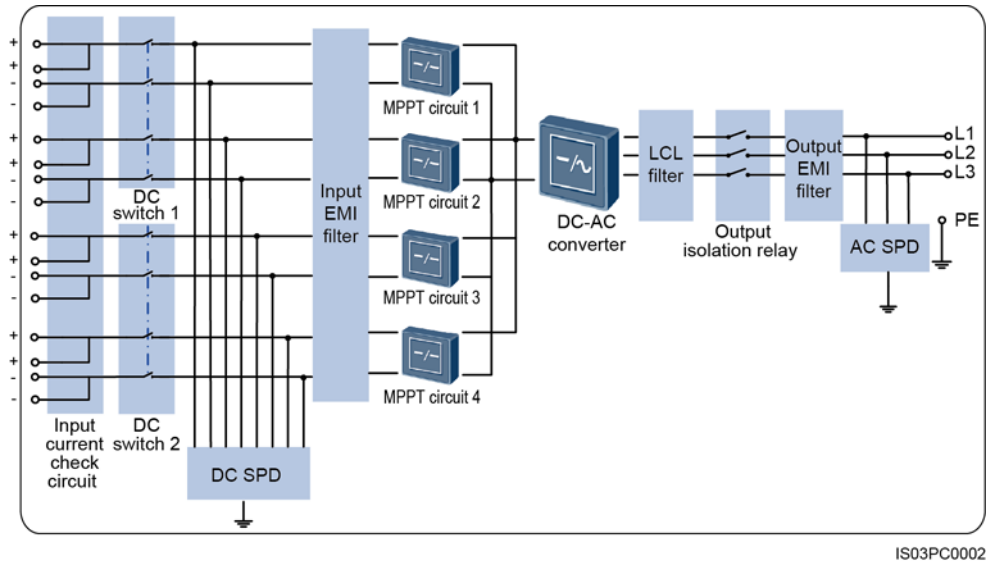 +
+
-
-
+
+
-
-
+
+
-
-
+
+
-
-
Input
current
check
circuit
DC
switch 1
DC
switch 2
DC SPD
Input
EMI
filter
MPPT circuit 1
MPPT circuit 2
MPPT circuit 3
MPPT circuit 4
DC-AC
converter
LCL
filter
Output
isolation relay
Output
EMI
filter
L1
L2
L3
PE
AC SPD
IS03PC0002